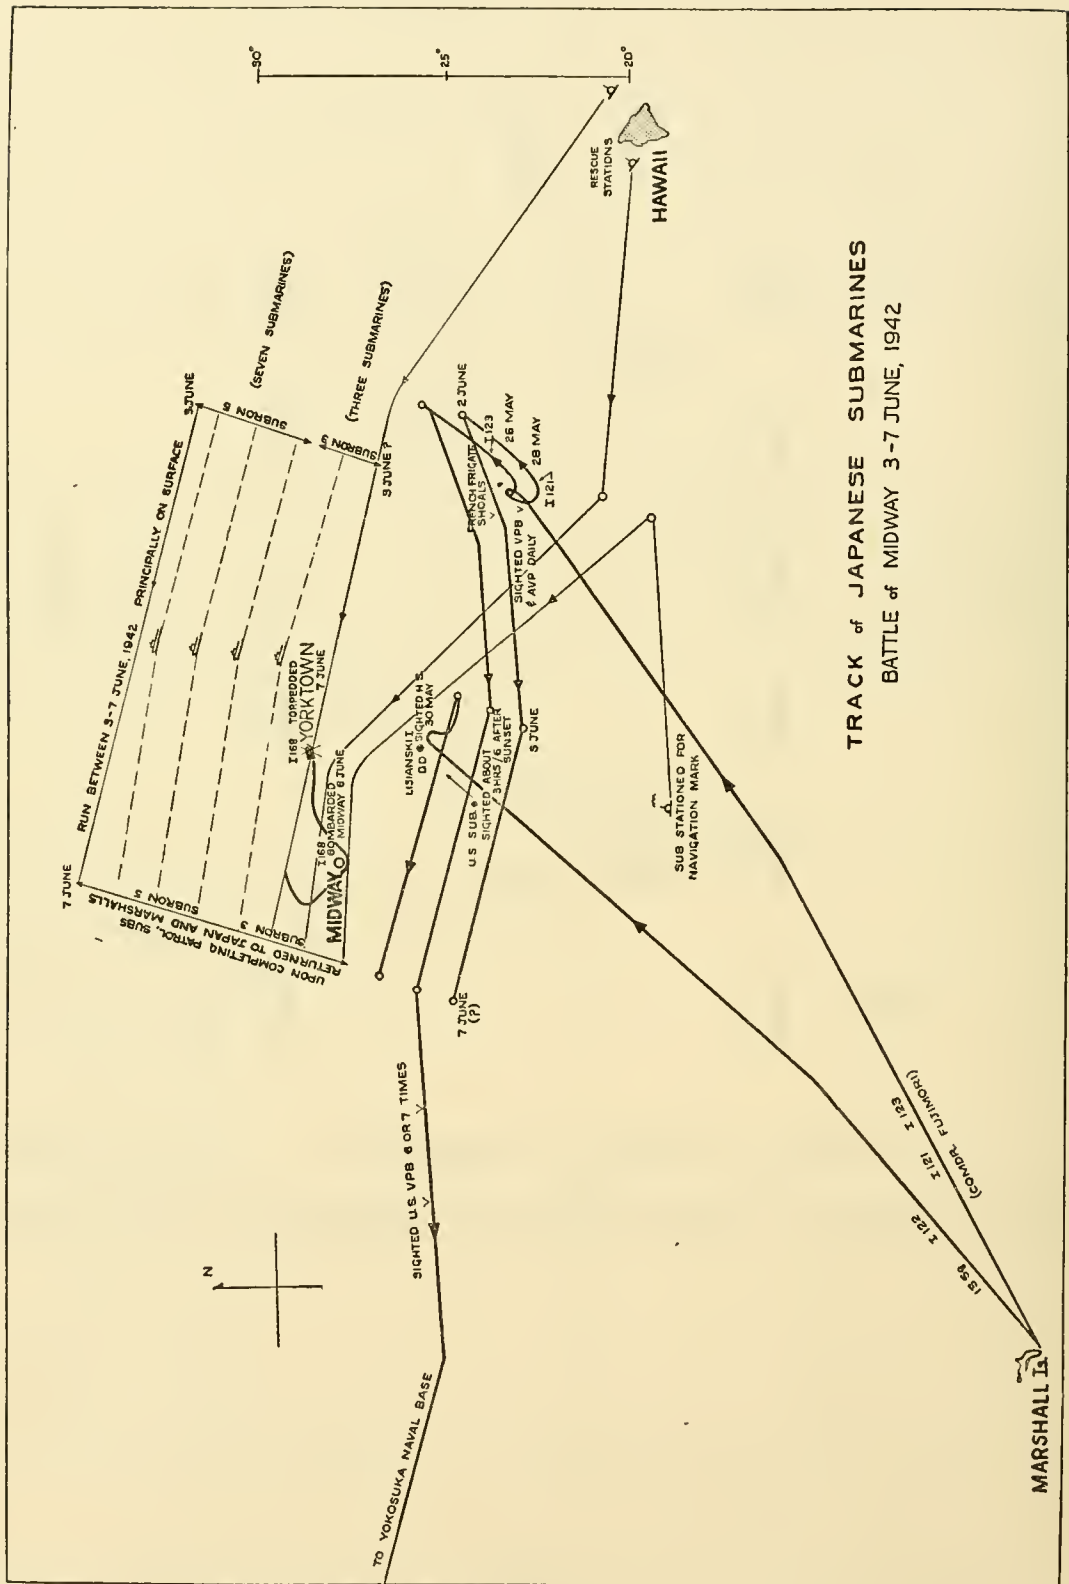 TRACK of JAPANESE SUBMARINES
BATTLE of MIDWAY 3-7 JUNE, 1942
30°
25°
20°
N
RUN BETWEEN 3-7 JUNE, 1942 PRINCIPALLY ON SURFACE
7 JUNE
3 JUNE
SUBRON 5
(SEVEN SUBMARINES)
SUBRON 3
(THREE SUBMARINES)
3 JUNE ?
SUBRON 5
SUBRON 3
UPON COMPLETING PATROL, SUBS
RETURNED TO JAPAN AND MARSHALLS
I 168 TORPEDOED
YORKTOWN
7 JUNE
I 168
BOMBARDED
MIDWAY 6 JUNE
MIDWAY
RESCUE
STATIONS
HAWAII
2 JUNE
I 123
26 MAY
28 MAY
I 121
FRENCH FRIGATE
SHOALS
SIGHTED VPB
& AVP DAILY
LISIANSKI I
DD & SIGHTED H.S.
30 MAY
U.S SUB.
SIGHTED ABOUT
3HRS/6 AFTER
SUNSET
5 JUNE
7 JUNE
(?)
SUB STATIONED FOR
NAVIGATION MARK
SIGHTED U.S. VPB 6 OR 7 TIMES
TO YOKOSUKA NAVAL BASE
I 122
I 121
I 123
(COMDR. FUJIMORI)
MARSHALL Is.